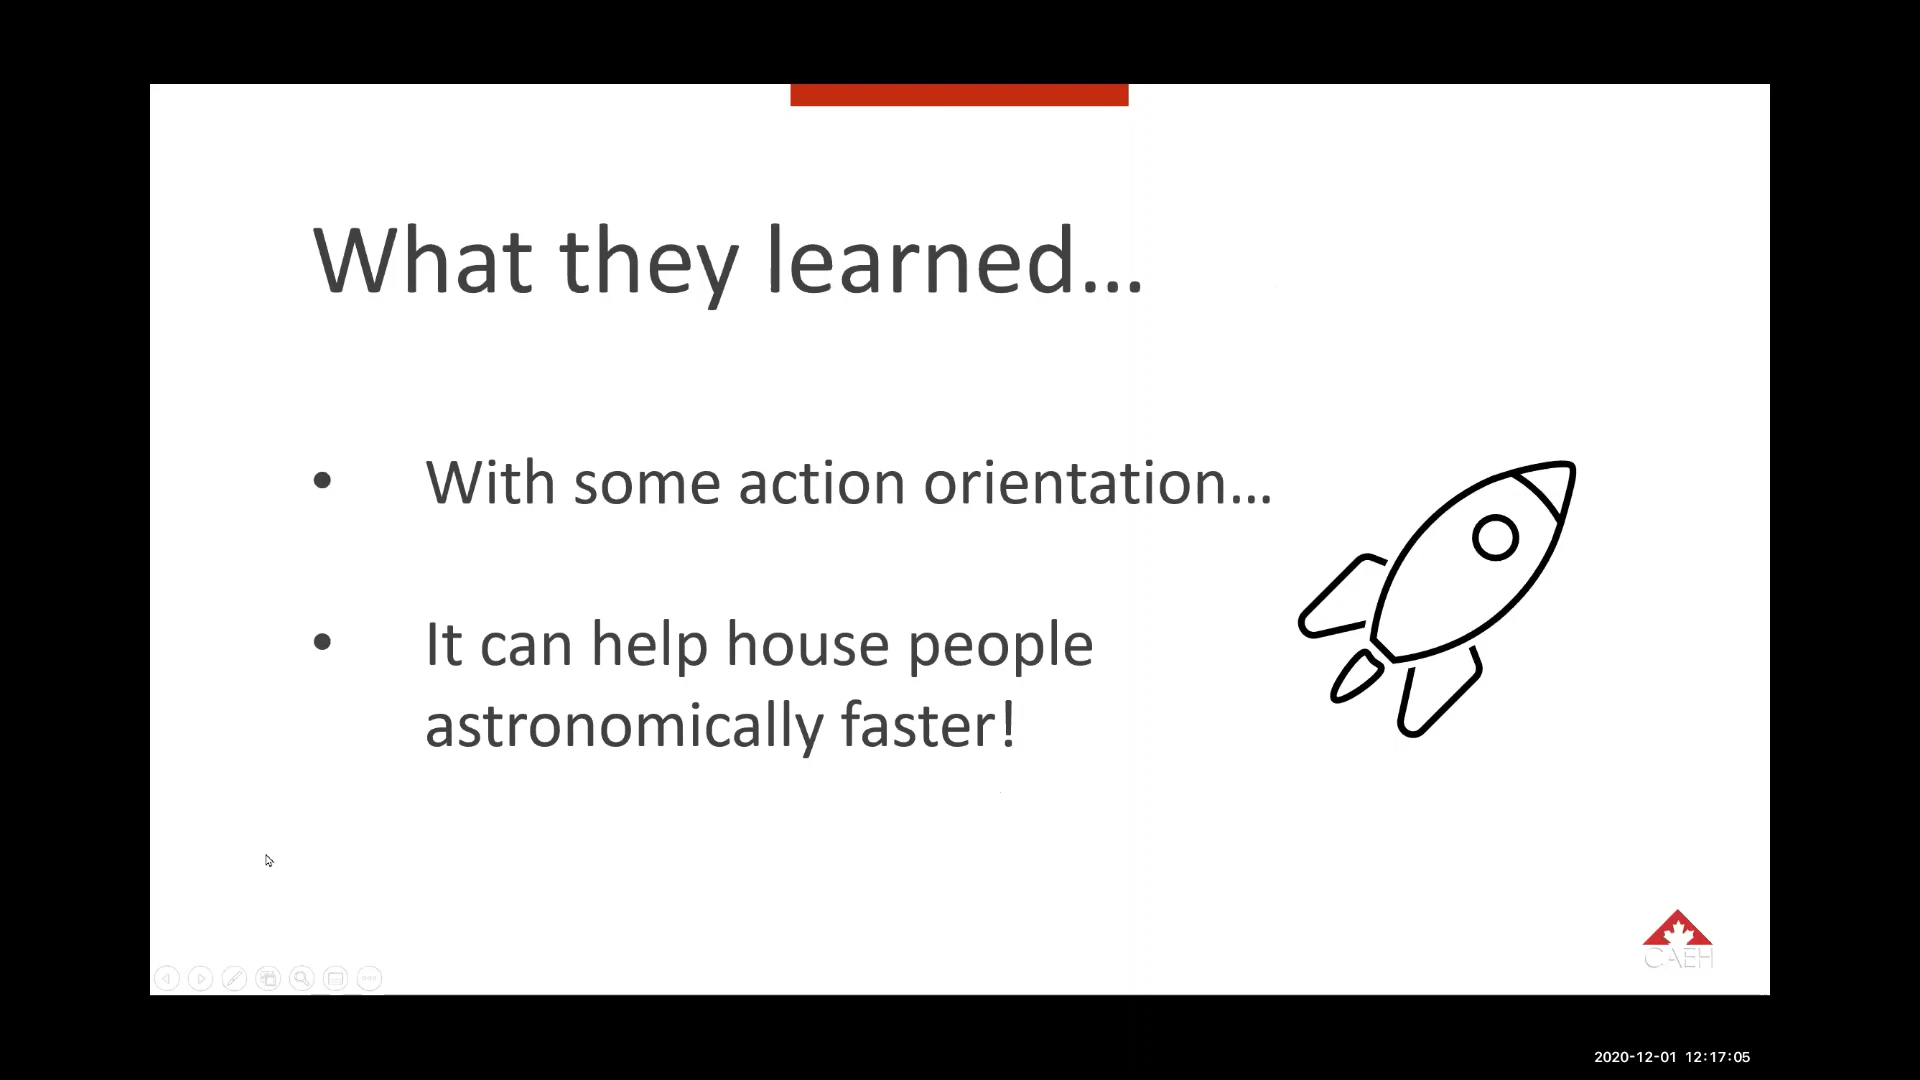 What they learned...
• With some action orientation...
• It can help house people
astronomically faster!
CAEH
2020-12-01 12:17:05